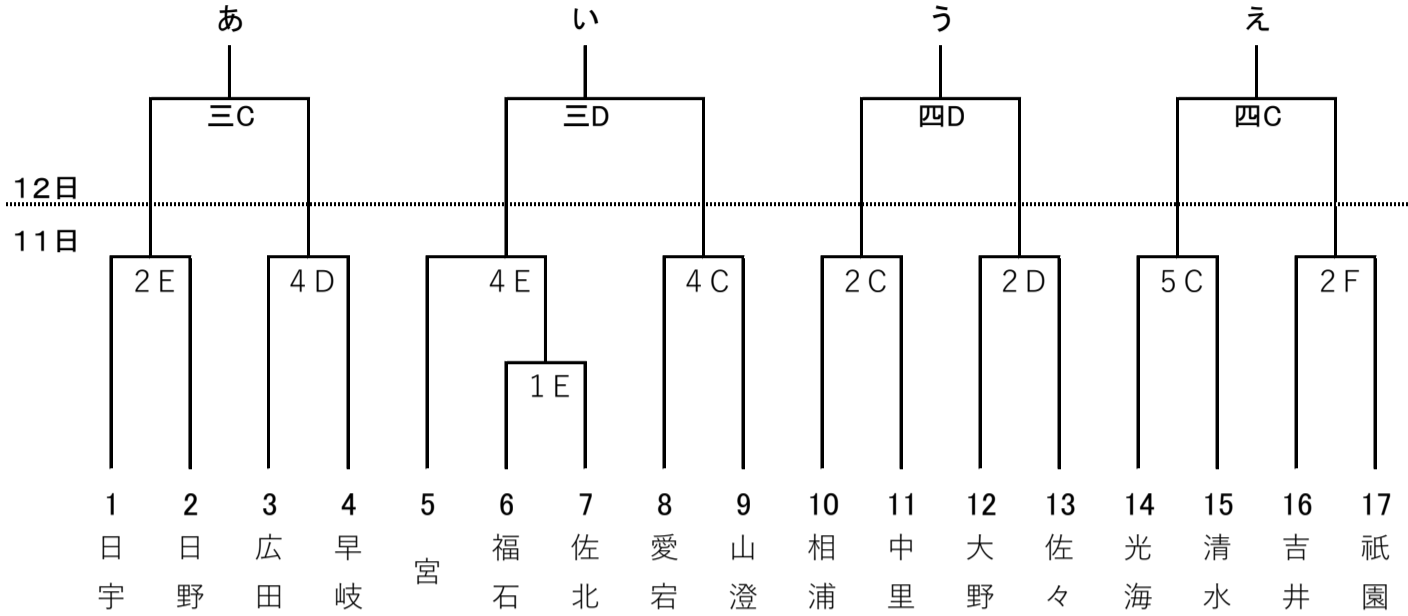 あ い う え
三C 三D 四D 四C
12日
11日
2E 4D 4E 4C 2C 2D 5C 2F
1E
1 2 3 4 5 6 7 8 9 10 11 12 13 14 15 16 17
日宇 日野 広田 早岐 宮 福石 佐北 愛宕 山澄 相浦 中里 大野 佐々 光海 清水 吉井 祇園